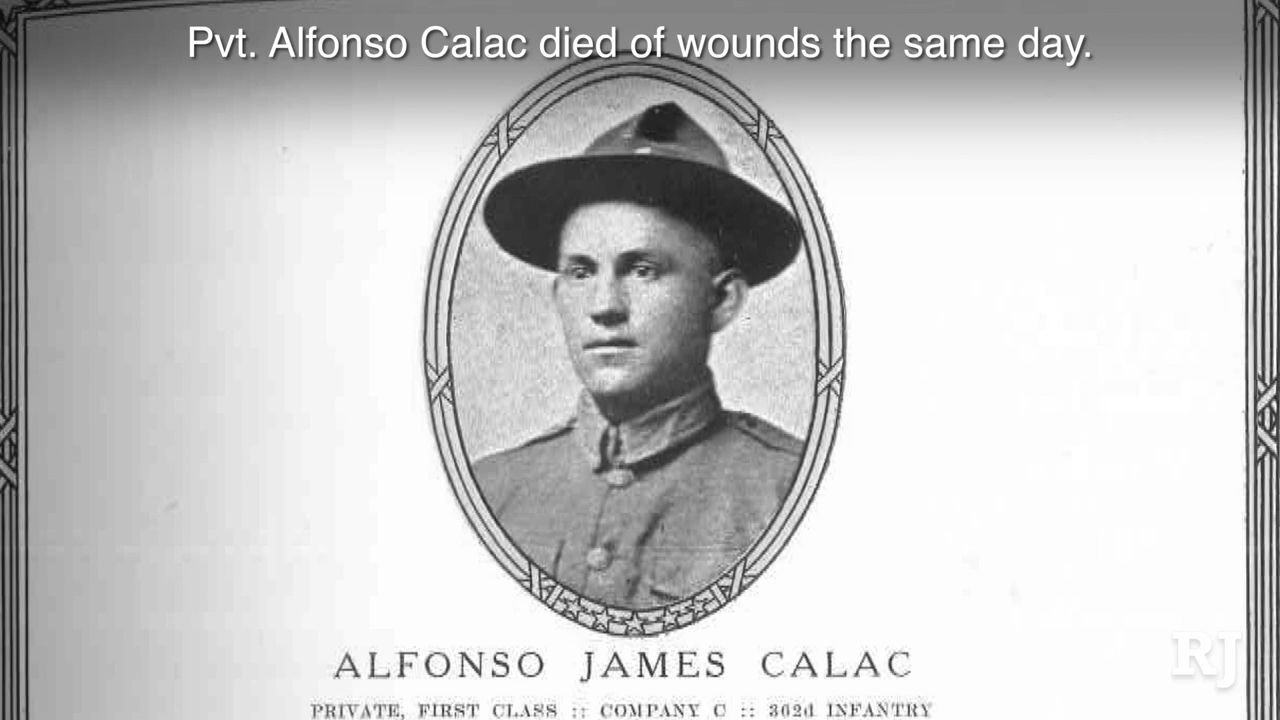 Pvt. Alfonso Calac died of wounds the same day.
ALFONSO JAMES CALAC
PRIVATE, FIRST CLASS :: COMPANY C :: 362d INFANTRY
RJ